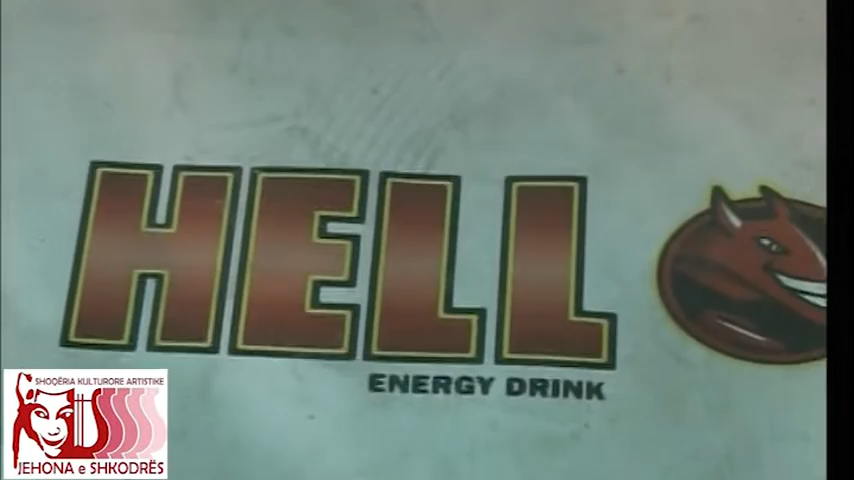 HELL
ENERGY DRINK
SHOQËRIA KULTURORE ARTISTIKE
JEHONA e SHKODRËS